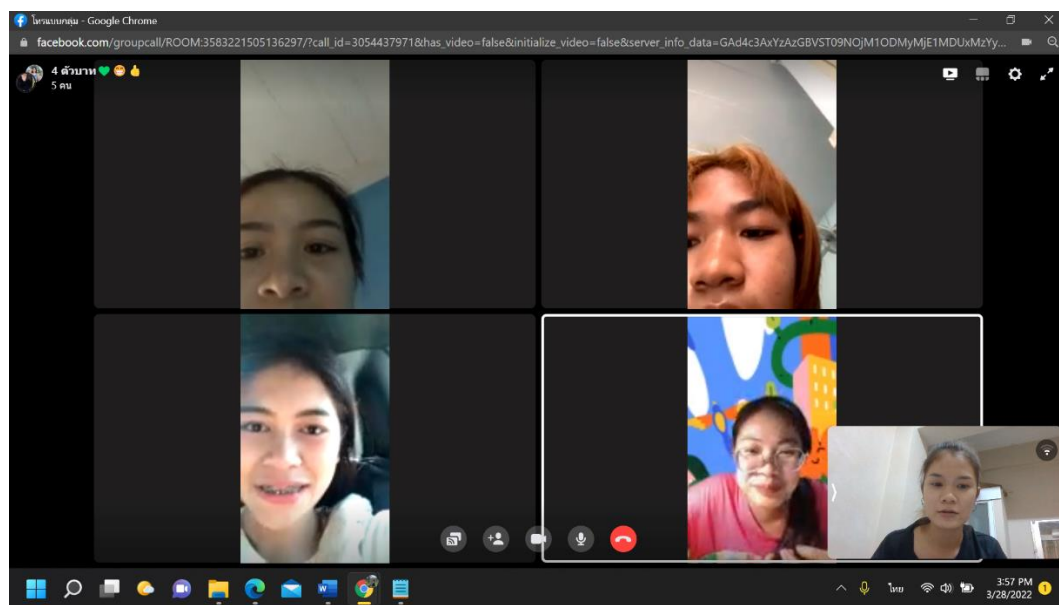 โทรแบบกลุ่ม - Google Chrome
facebook.com/groupcall/ROOM:3583221505136297/?call_id=3054437971&has_video=false&initialize_video=false&server_info_data=GAd4c3AxYzAzGBVST09NOjM1ODMyMjE1MDUxMzYy...
4 ตัวบาท💚😷👍
5 คน
ไทย
3:57 PM
3/28/2022
1